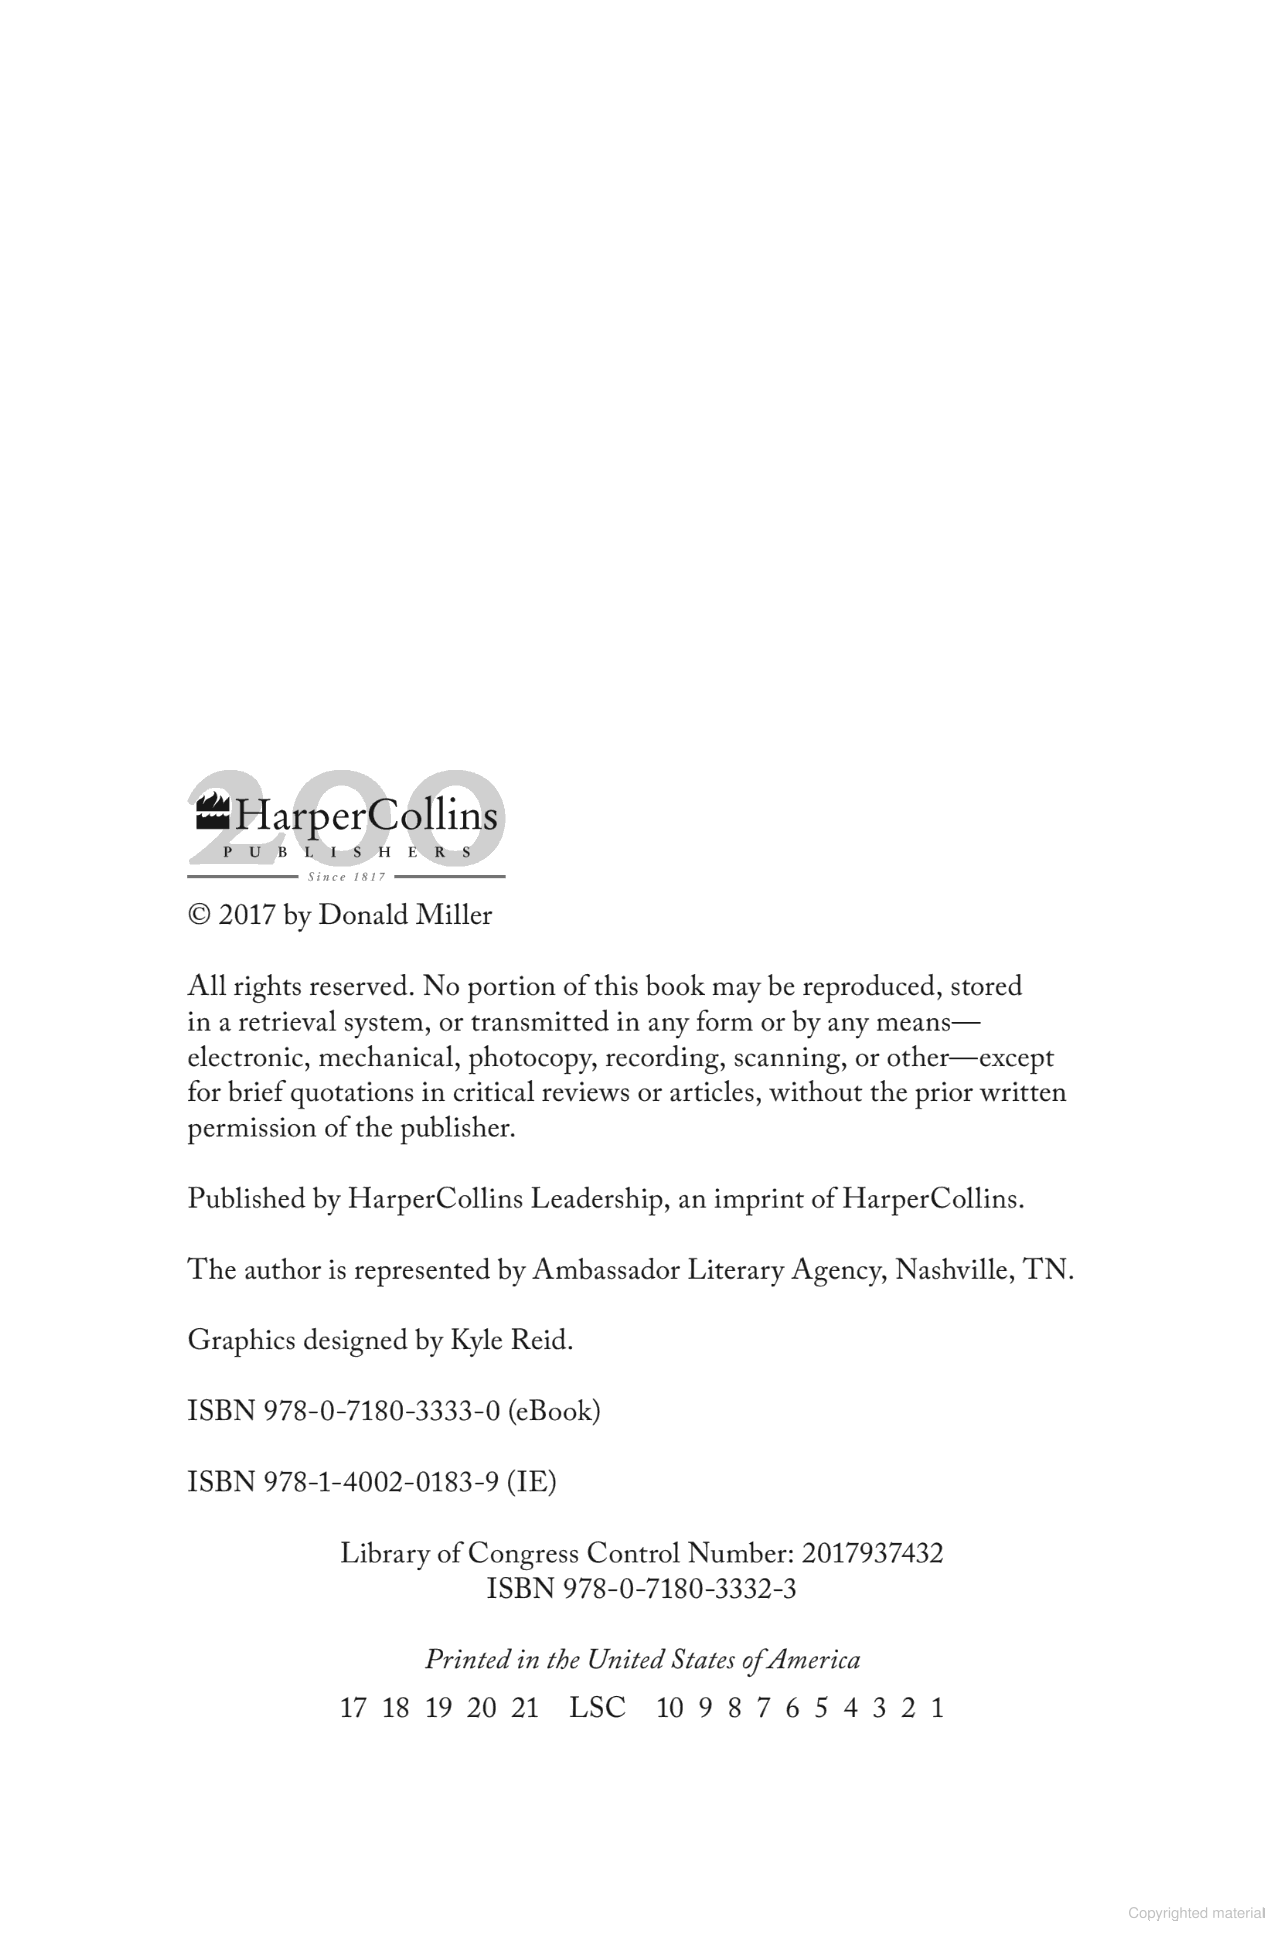 200
HarperCollins
PUBLISHERS
Since 1817
© 2017 by Donald Miller
All rights reserved. No portion of this book may be reproduced, stored
in a retrieval system, or transmitted in any form or by any means—
electronic, mechanical, photocopy, recording, scanning, or other—except
for brief quotations in critical reviews or articles, without the prior written
permission of the publisher.
Published by HarperCollins Leadership, an imprint of HarperCollins.
The author is represented by Ambassador Literary Agency, Nashville, TN.
Graphics designed by Kyle Reid.
ISBN 978-0-7180-3333-0 (eBook)
ISBN 978-1-4002-0183-9 (IE)
Library of Congress Control Number: 2017937432
ISBN 978-0-7180-3332-3
Printed in the United States of America
17 18 19 20 21 LSC 10 9 8 7 6 5 4 3 2 1
Copyrighted material